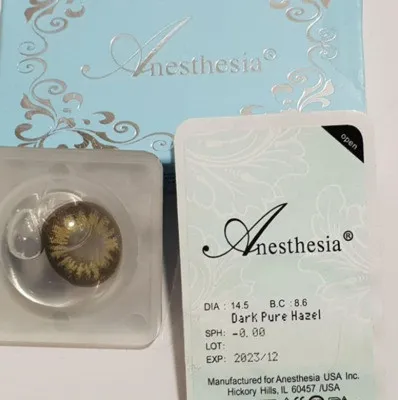 Anesthesia®
open
Anesthesia®
DIA : 14.5 B.C : 8.6
Dark Pure Hazel
SPH: -0.00
LOT:
EXP: 2023/12
Manufactured for Anesthesia USA Inc.
Hickory Hills, IL 60457 /USA